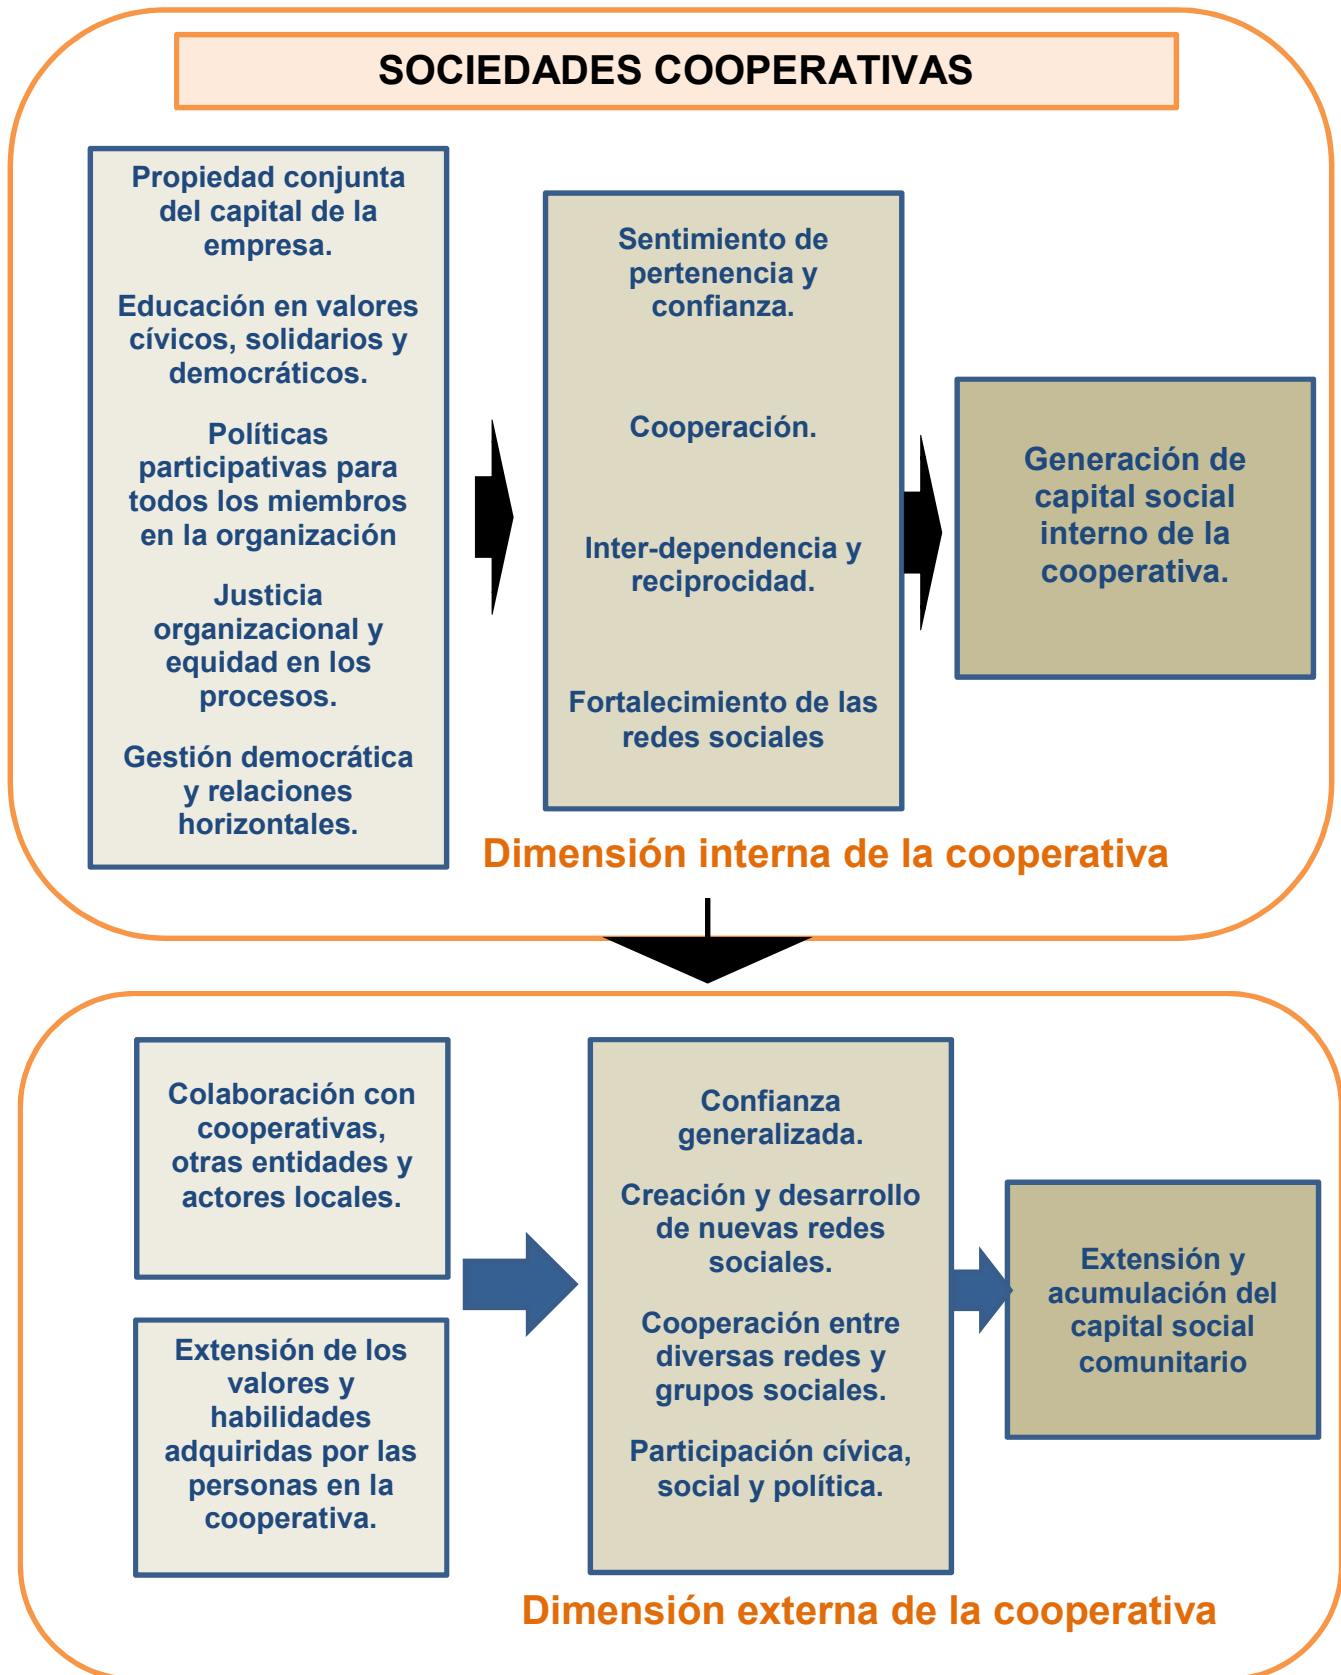 SOCIEDADES COOPERATIVAS
Propiedad conjunta
del capital de la
empresa.
Educación en valores
cívicos, solidarios y
democráticos.
Políticas
participativas para
todos los miembros
en la organización
Justicia
organizacional y
equidad en los
procesos.
Gestión democrática
y relaciones
horizontales.
Sentimiento de
pertenencia y
confianza.
Cooperación.
Inter-dependencia y
reciprocidad.
Fortalecimiento de las
redes sociales
Generación de
capital social
interno de la
cooperativa.
Dimensión interna de la cooperativa
Colaboración con
cooperativas,
otras entidades y
actores locales.
Extensión de los
valores y
habilidades
adquiridas por las
personas en la
cooperativa.
Confianza
generalizada.
Creación y desarrollo
de nuevas redes
sociales.
Cooperación entre
diversas redes y
grupos sociales.
Participación cívica,
social y política.
Extensión y
acumulación del
capital social
comunitario
Dimensión externa de la cooperativa